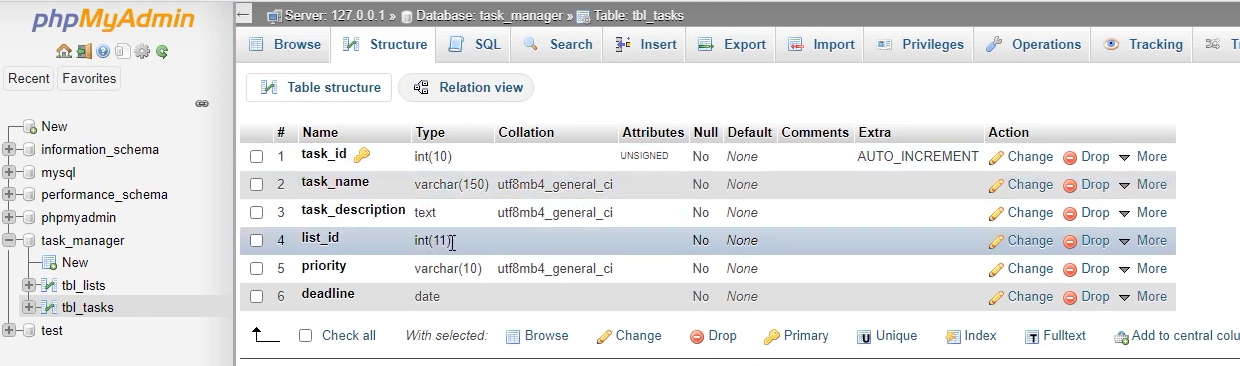 phpMyAdmin
Server: 127.0.0.1 » Database: task_manager » Table: tbl_tasks
Browse Structure SQL Search Insert Export Import Privileges Operations Tracking
Recent Favorites
Table structure Relation view
New
information_schema
mysql
performance_schema
phpmyadmin
task_manager
New
tbl_lists
tbl_tasks
test
# Name Type Collation Attributes Null Default Comments Extra Action
1 task_id int(10) UNSIGNED No None AUTO_INCREMENT Change Drop More
2 task_name varchar(150) utf8mb4_general_ci No None Change Drop More
3 task_description text utf8mb4_general_ci No None Change Drop More
4 list_id int(11) No None Change Drop More
5 priority varchar(10) utf8mb4_general_ci No None Change Drop More
6 deadline date No None Change Drop More
Check all With selected: Browse Change Drop Primary Unique Index Fulltext Add to central colu